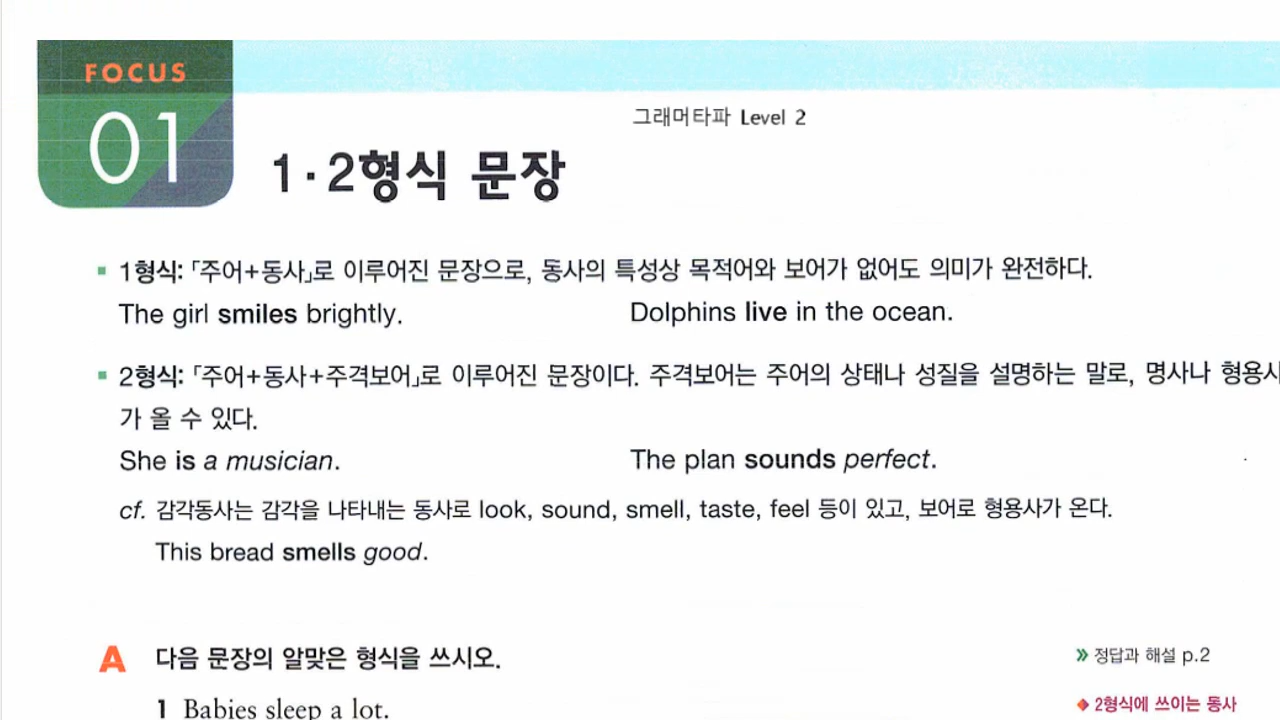 FOCUS
01
그래머타파 Level 2
1·2형식 문장
1형식: 「주어+동사」로 이루어진 문장으로, 동사의 특성상 목적어와 보어가 없어도 의미가 완전하다.
The girl smiles brightly. Dolphins live in the ocean.
2형식: 「주어+동사+주격보어」로 이루어진 문장이다. 주격보어는 주어의 상태나 성질을 설명하는 말로, 명사나 형용사
가 올 수 있다.
She is a musician. The plan sounds perfect.
cf. 감각동사는 감각을 나타내는 동사로 look, sound, smell, taste, feel 등이 있고, 보어로 형용사가 온다.
This bread smells good.
A 다음 문장의 알맞은 형식을 쓰시오.
» 정답과 해설 p.2
1 Babies sleep a lot.
2형식에 쓰이는 동사